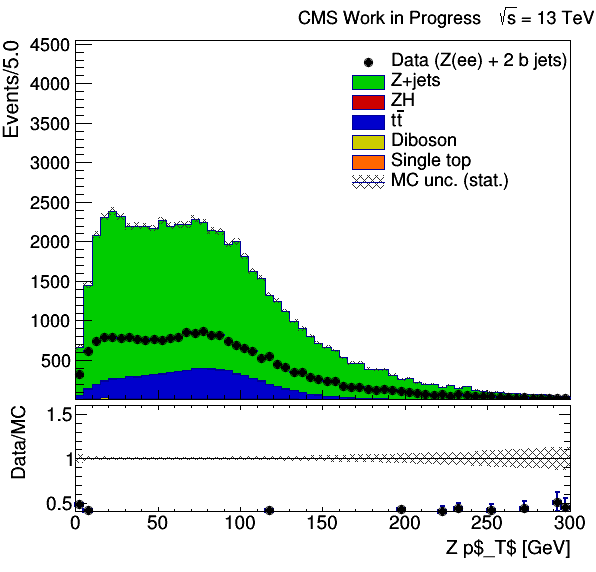 CMS Work in Progress √s = 13 TeV
Events/5.0
4500
4000
3500
3000
2500
2000
1500
1000
500
Data (Z(ee) + 2 b jets)
Z+jets
ZH
tt̄
Diboson
Single top
MC unc. (stat.)
Data/MC
1.5
1
0.5
0 50 100 150 200 250 300
Z p$_T$ [GeV]